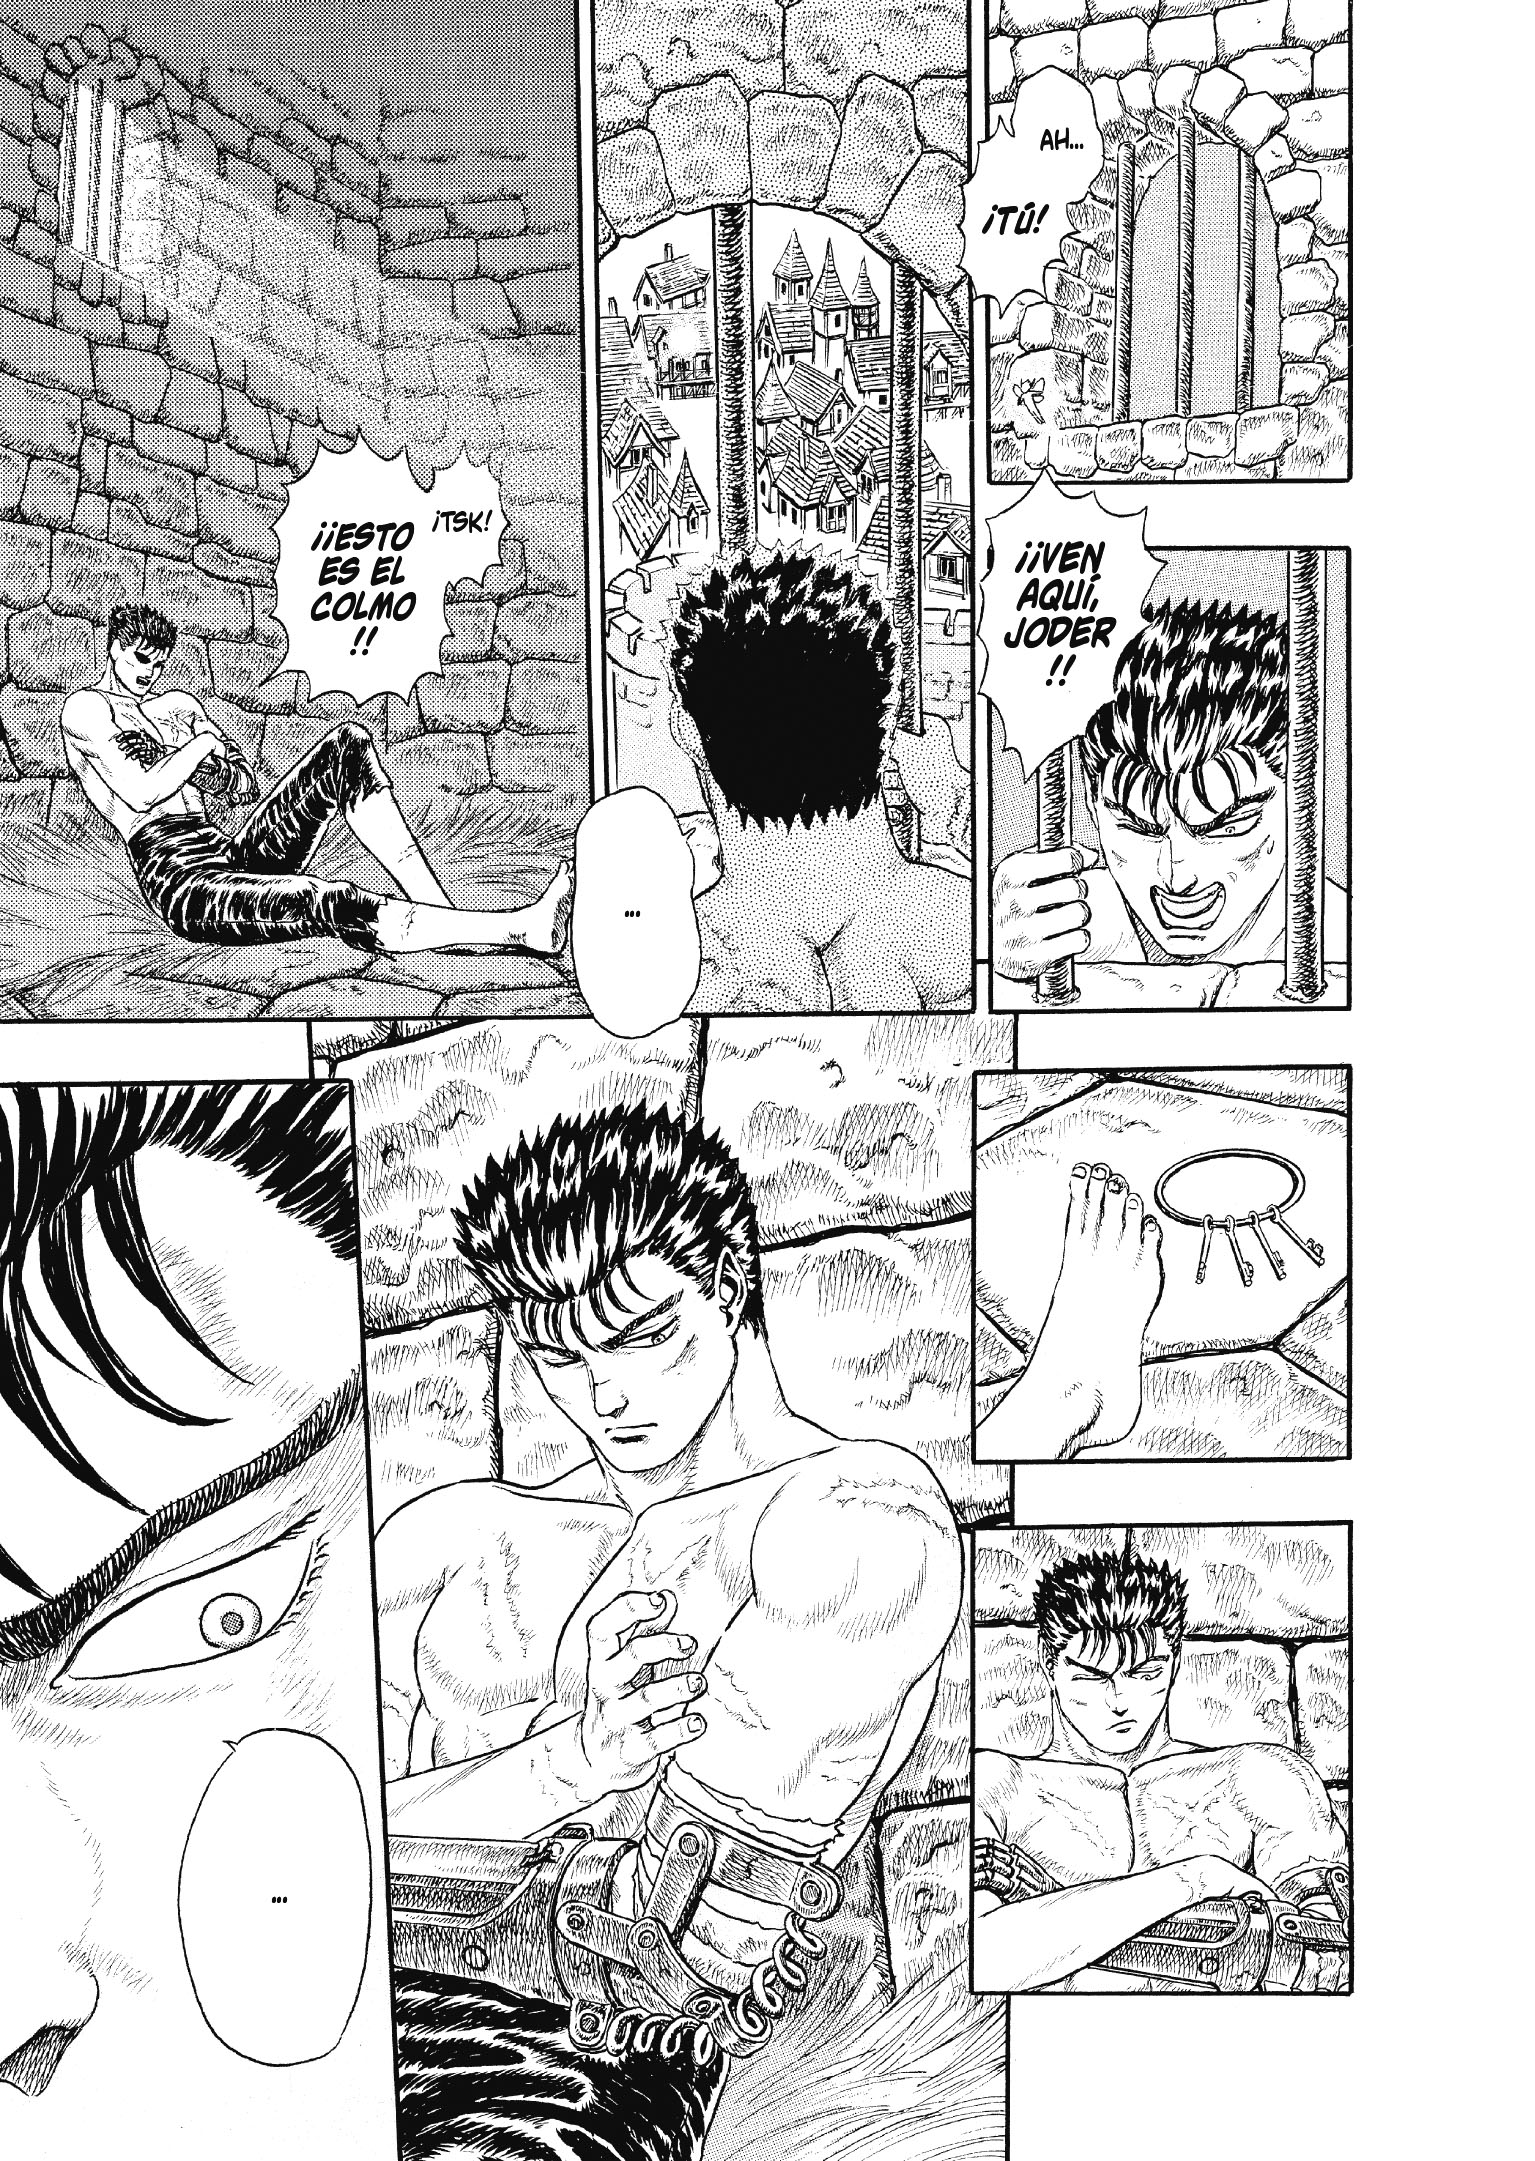 AH...
¡TÚ!
¡¡VEN
AQUÍ,
JODER
!!
...
¡TSK!
¡¡ESTO
ES EL
COLMO
!!
...